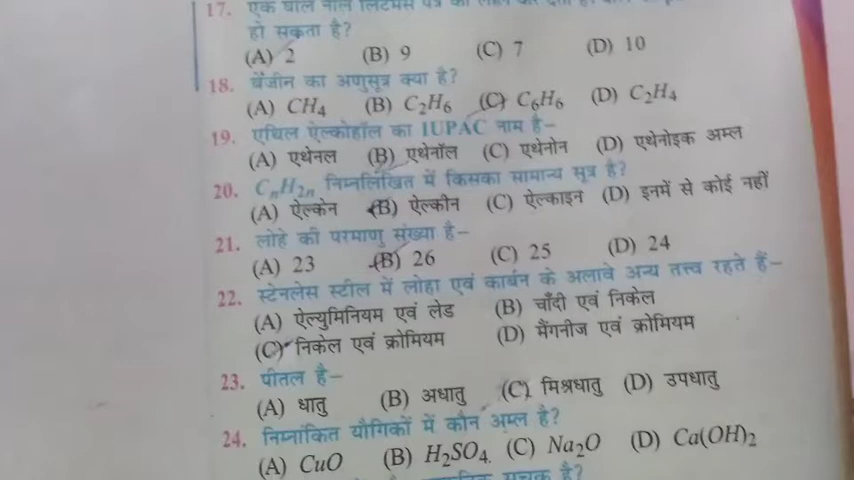 17. एक घोल नील लिटमस पत्र को
हो सकता है?
(A) 2 (B) 9 (C) 7 (D) 10
18. बेंजीन का अणुसूत्र क्या है?
(A) CH₄ (B) C₂H₆ (C) C₆H₆ (D) C₂H₄
19. एथिल ऐल्कोहॉल का IUPAC नाम है–
(A) एथेनल (B) एथेनॉल (C) एथेनोन (D) एथेनोइक अम्ल
20. CₙH₂ₙ निम्नलिखित में किसका सामान्य सूत्र है?
(A) ऐल्केन (B) ऐल्कीन (C) ऐल्काइन (D) इनमें से कोई नहीं
21. लोहे की परमाणु संख्या है–
(A) 23 (B) 26 (C) 25 (D) 24
22. स्टेनलेस स्टील में लोहा एवं कार्बन के अलावे अन्य तत्त्व रहते हैं–
(A) ऐल्युमिनियम एवं लेड (B) चाँदी एवं निकेल
(C) निकेल एवं क्रोमियम (D) मैंगनीज एवं क्रोमियम
23. पीतल है–
(A) धातु (B) अधातु (C) मिश्रधातु (D) उपधातु
24. निम्नांकित यौगिकों में कौन अम्ल है?
(A) CuO (B) H₂SO₄ (C) Na₂O (D) Ca(OH)₂
सूचक है?